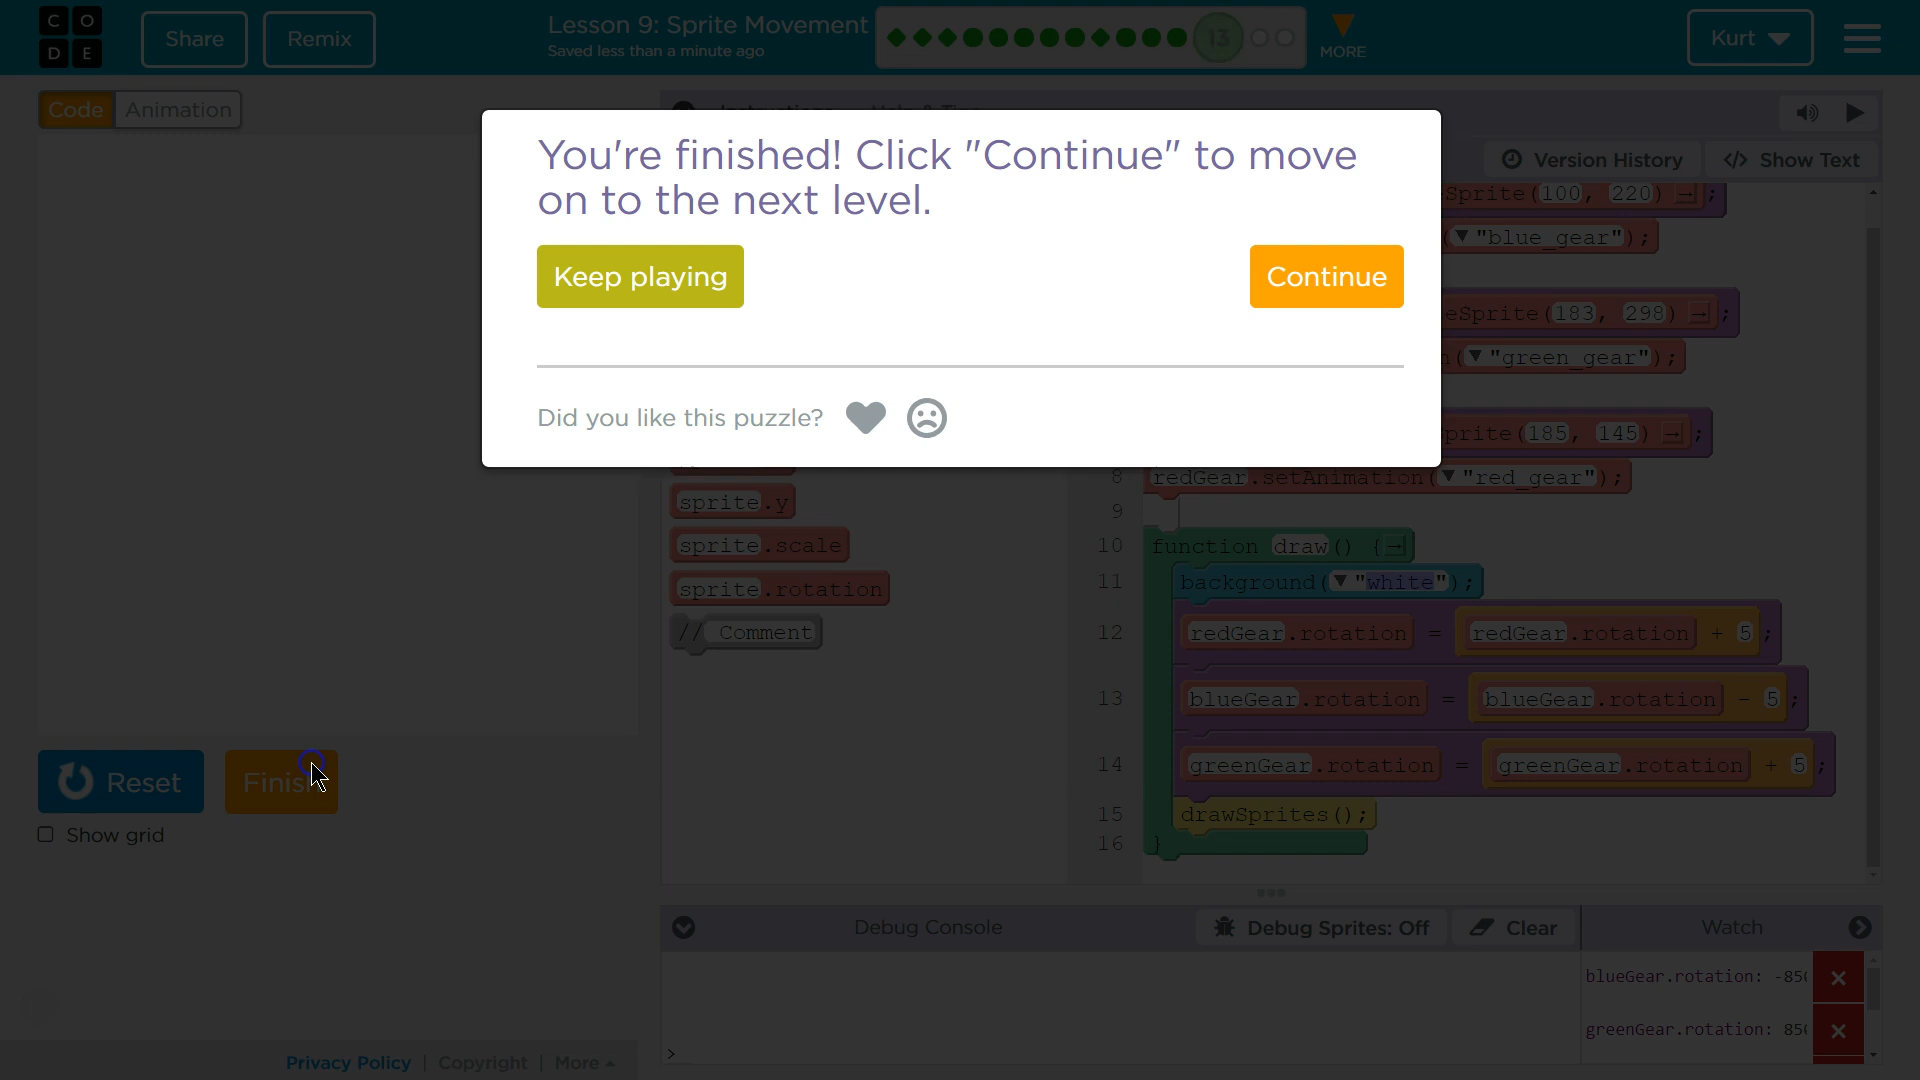 C O
D E
Share
Remix
Lesson 9: Sprite Movement
Saved less than a minute ago
13
MORE
Kurt
Code
Animation
Version History
Show Text
You're finished! Click "Continue" to move
on to the next level.
Keep playing
Continue
Did you like this puzzle?
Sprite(100, 220) → ;
(▼ "blue_gear");
eSprite(183, 298) → ;
n(▼ "green_gear");
prite(185, 145) → ;
8 redGear.setAnimation(▼ "red_gear");
9
10 function draw() {→
11 background(▼ "white");
12 redGear.rotation = redGear.rotation + 5;
13 blueGear.rotation = blueGear.rotation - 5;
14 greenGear.rotation = greenGear.rotation + 5;
15 drawSprites();
16 }
sprite.y
sprite.scale
sprite.rotation
// Comment
Reset
Finis
Show grid
Debug Console
Debug Sprites: Off
Clear
Watch
blueGear.rotation: -85
greenGear.rotation: 85
>
Privacy Policy | Copyright | More